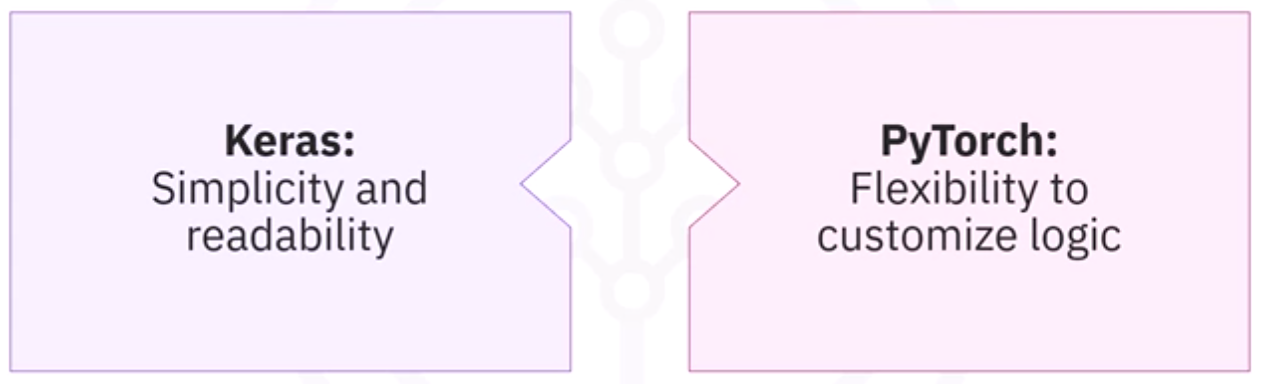 Keras:
Simplicity and
readability
PyTorch:
Flexibility to
customize logic